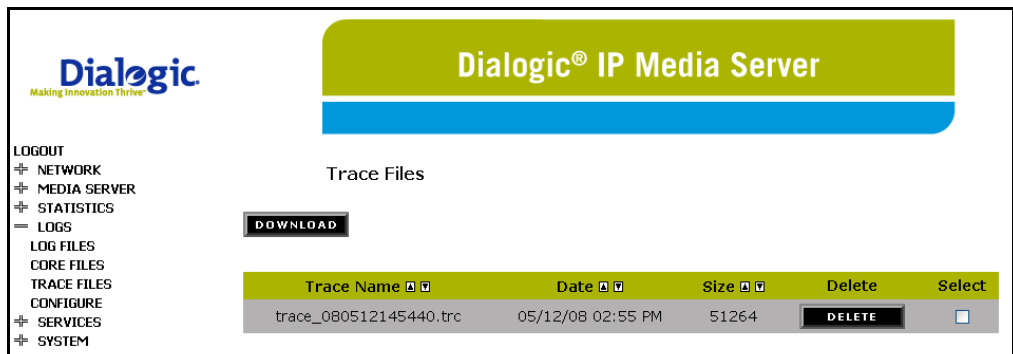 Dialogic.
Making Innovation Thrive™
Dialogic® IP Media Server
LOGOUT
NETWORK
MEDIA SERVER
STATISTICS
LOGS
LOG FILES
CORE FILES
TRACE FILES
CONFIGURE
SERVICES
SYSTEM
Trace Files
DOWNLOAD
Trace Name Date Size Delete Select
trace_080512145440.trc 05/12/08 02:55 PM 51264 DELETE